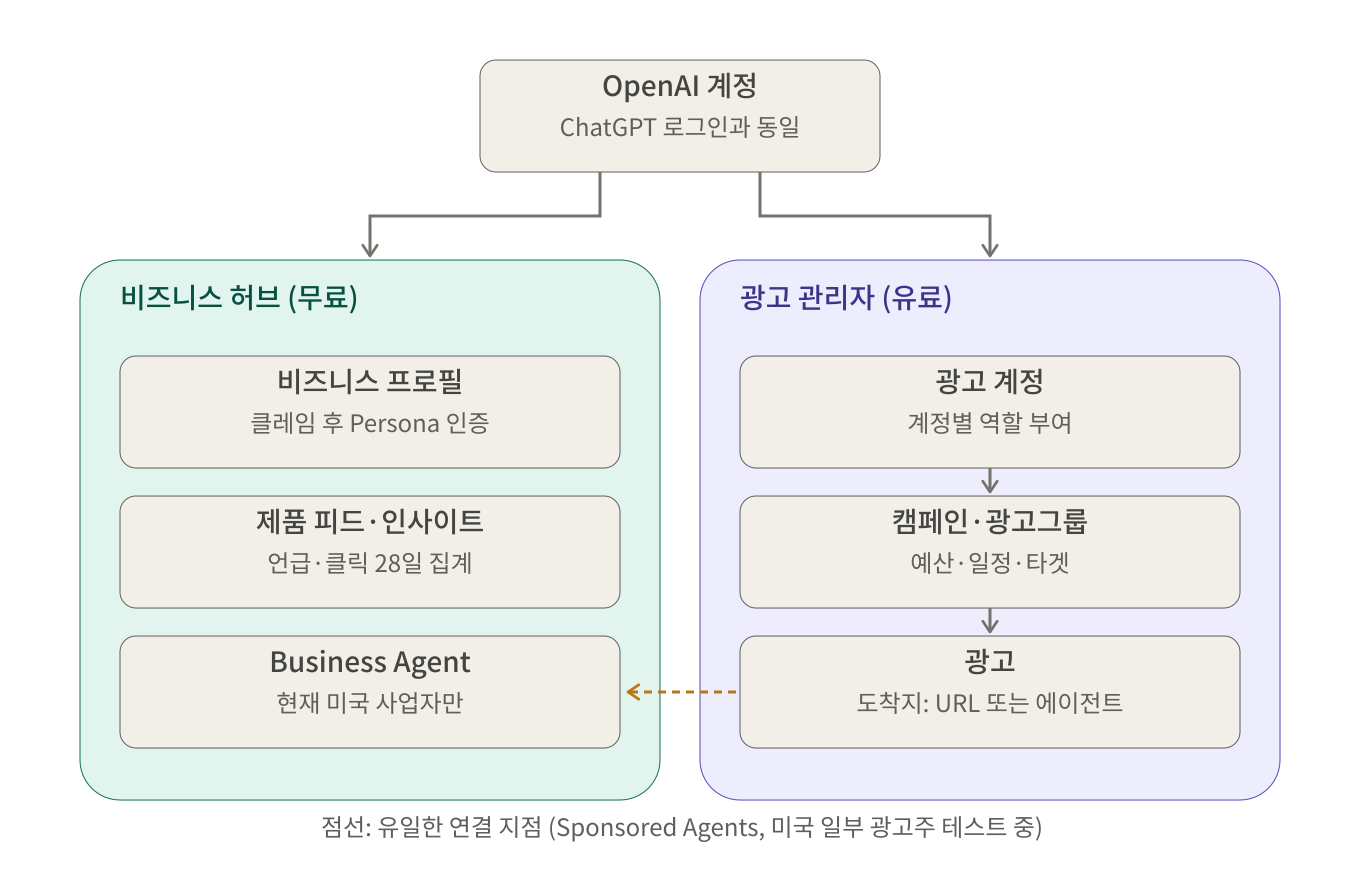 OpenAI 계정
ChatGPT 로그인과 동일
비즈니스 허브 (무료)
비즈니스 프로필
클레임 후 Persona 인증
제품 피드·인사이트
언급·클릭 28일 집계
Business Agent
현재 미국 사업자만
광고 관리자 (유료)
광고 계정
계정별 역할 부여
캠페인·광고그룹
예산·일정·타겟
광고
도착지: URL 또는 에이전트
점선: 유일한 연결 지점 (Sponsored Agents, 미국 일부 광고주 테스트 중)